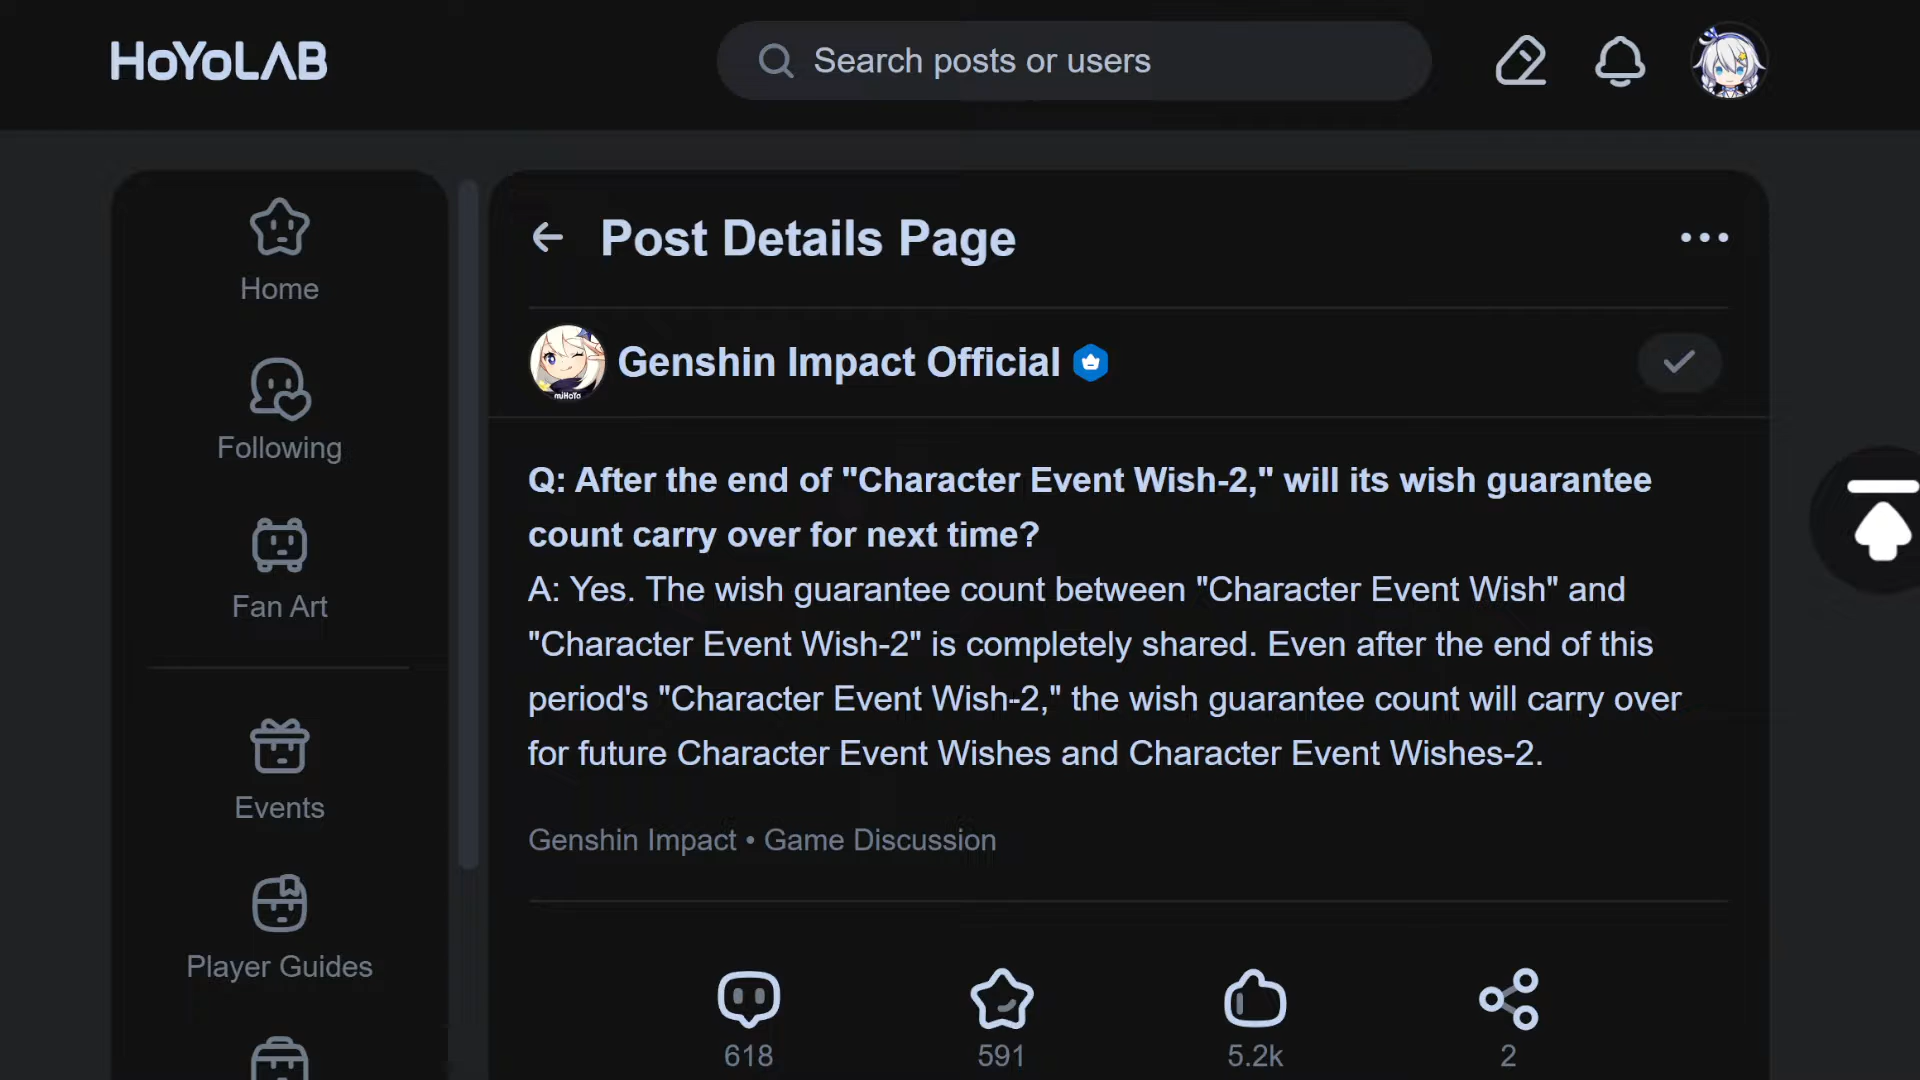 HoYoLAB
Search posts or users
Home
Following
Fan Art
Events
Player Guides
Post Details Page
miHoYo
Genshin Impact Official
Q: After the end of "Character Event Wish-2," will its wish guarantee
count carry over for next time?
A: Yes. The wish guarantee count between "Character Event Wish" and
"Character Event Wish-2" is completely shared. Even after the end of this
period's "Character Event Wish-2," the wish guarantee count will carry over
for future Character Event Wishes and Character Event Wishes-2.
Genshin Impact • Game Discussion
618
591
5.2k
2